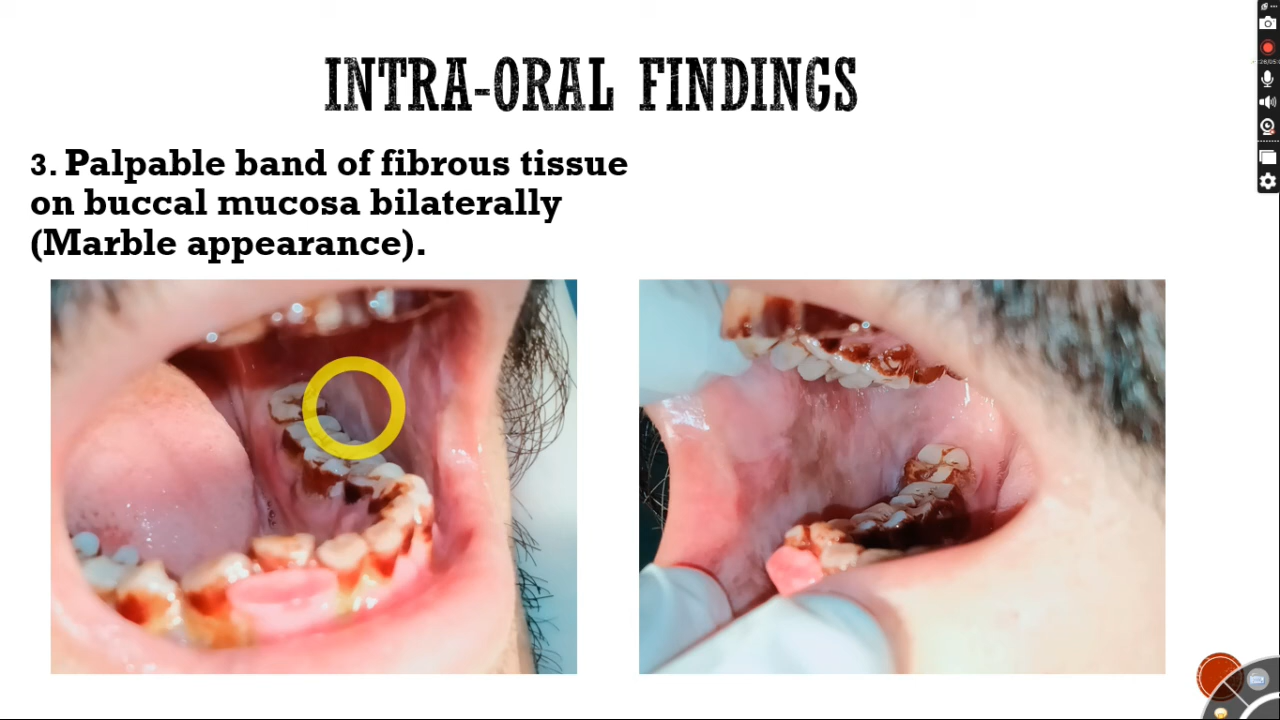 INTRA-ORAL FINDINGS
3. Palpable band of fibrous tissue
on buccal mucosa bilaterally
(Marble appearance).